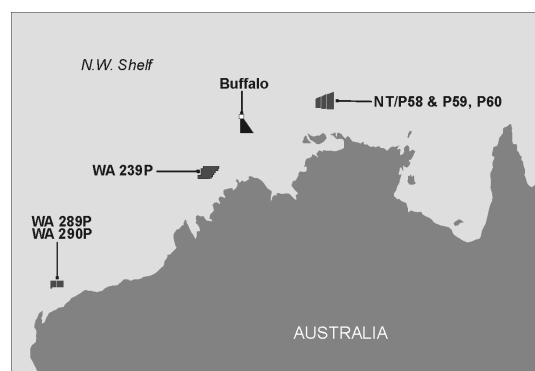 N.W. Shelf
Buffalo
NT/P58 & P59, P60
WA 239P
WA 289P
WA 290P
AUSTRALIA